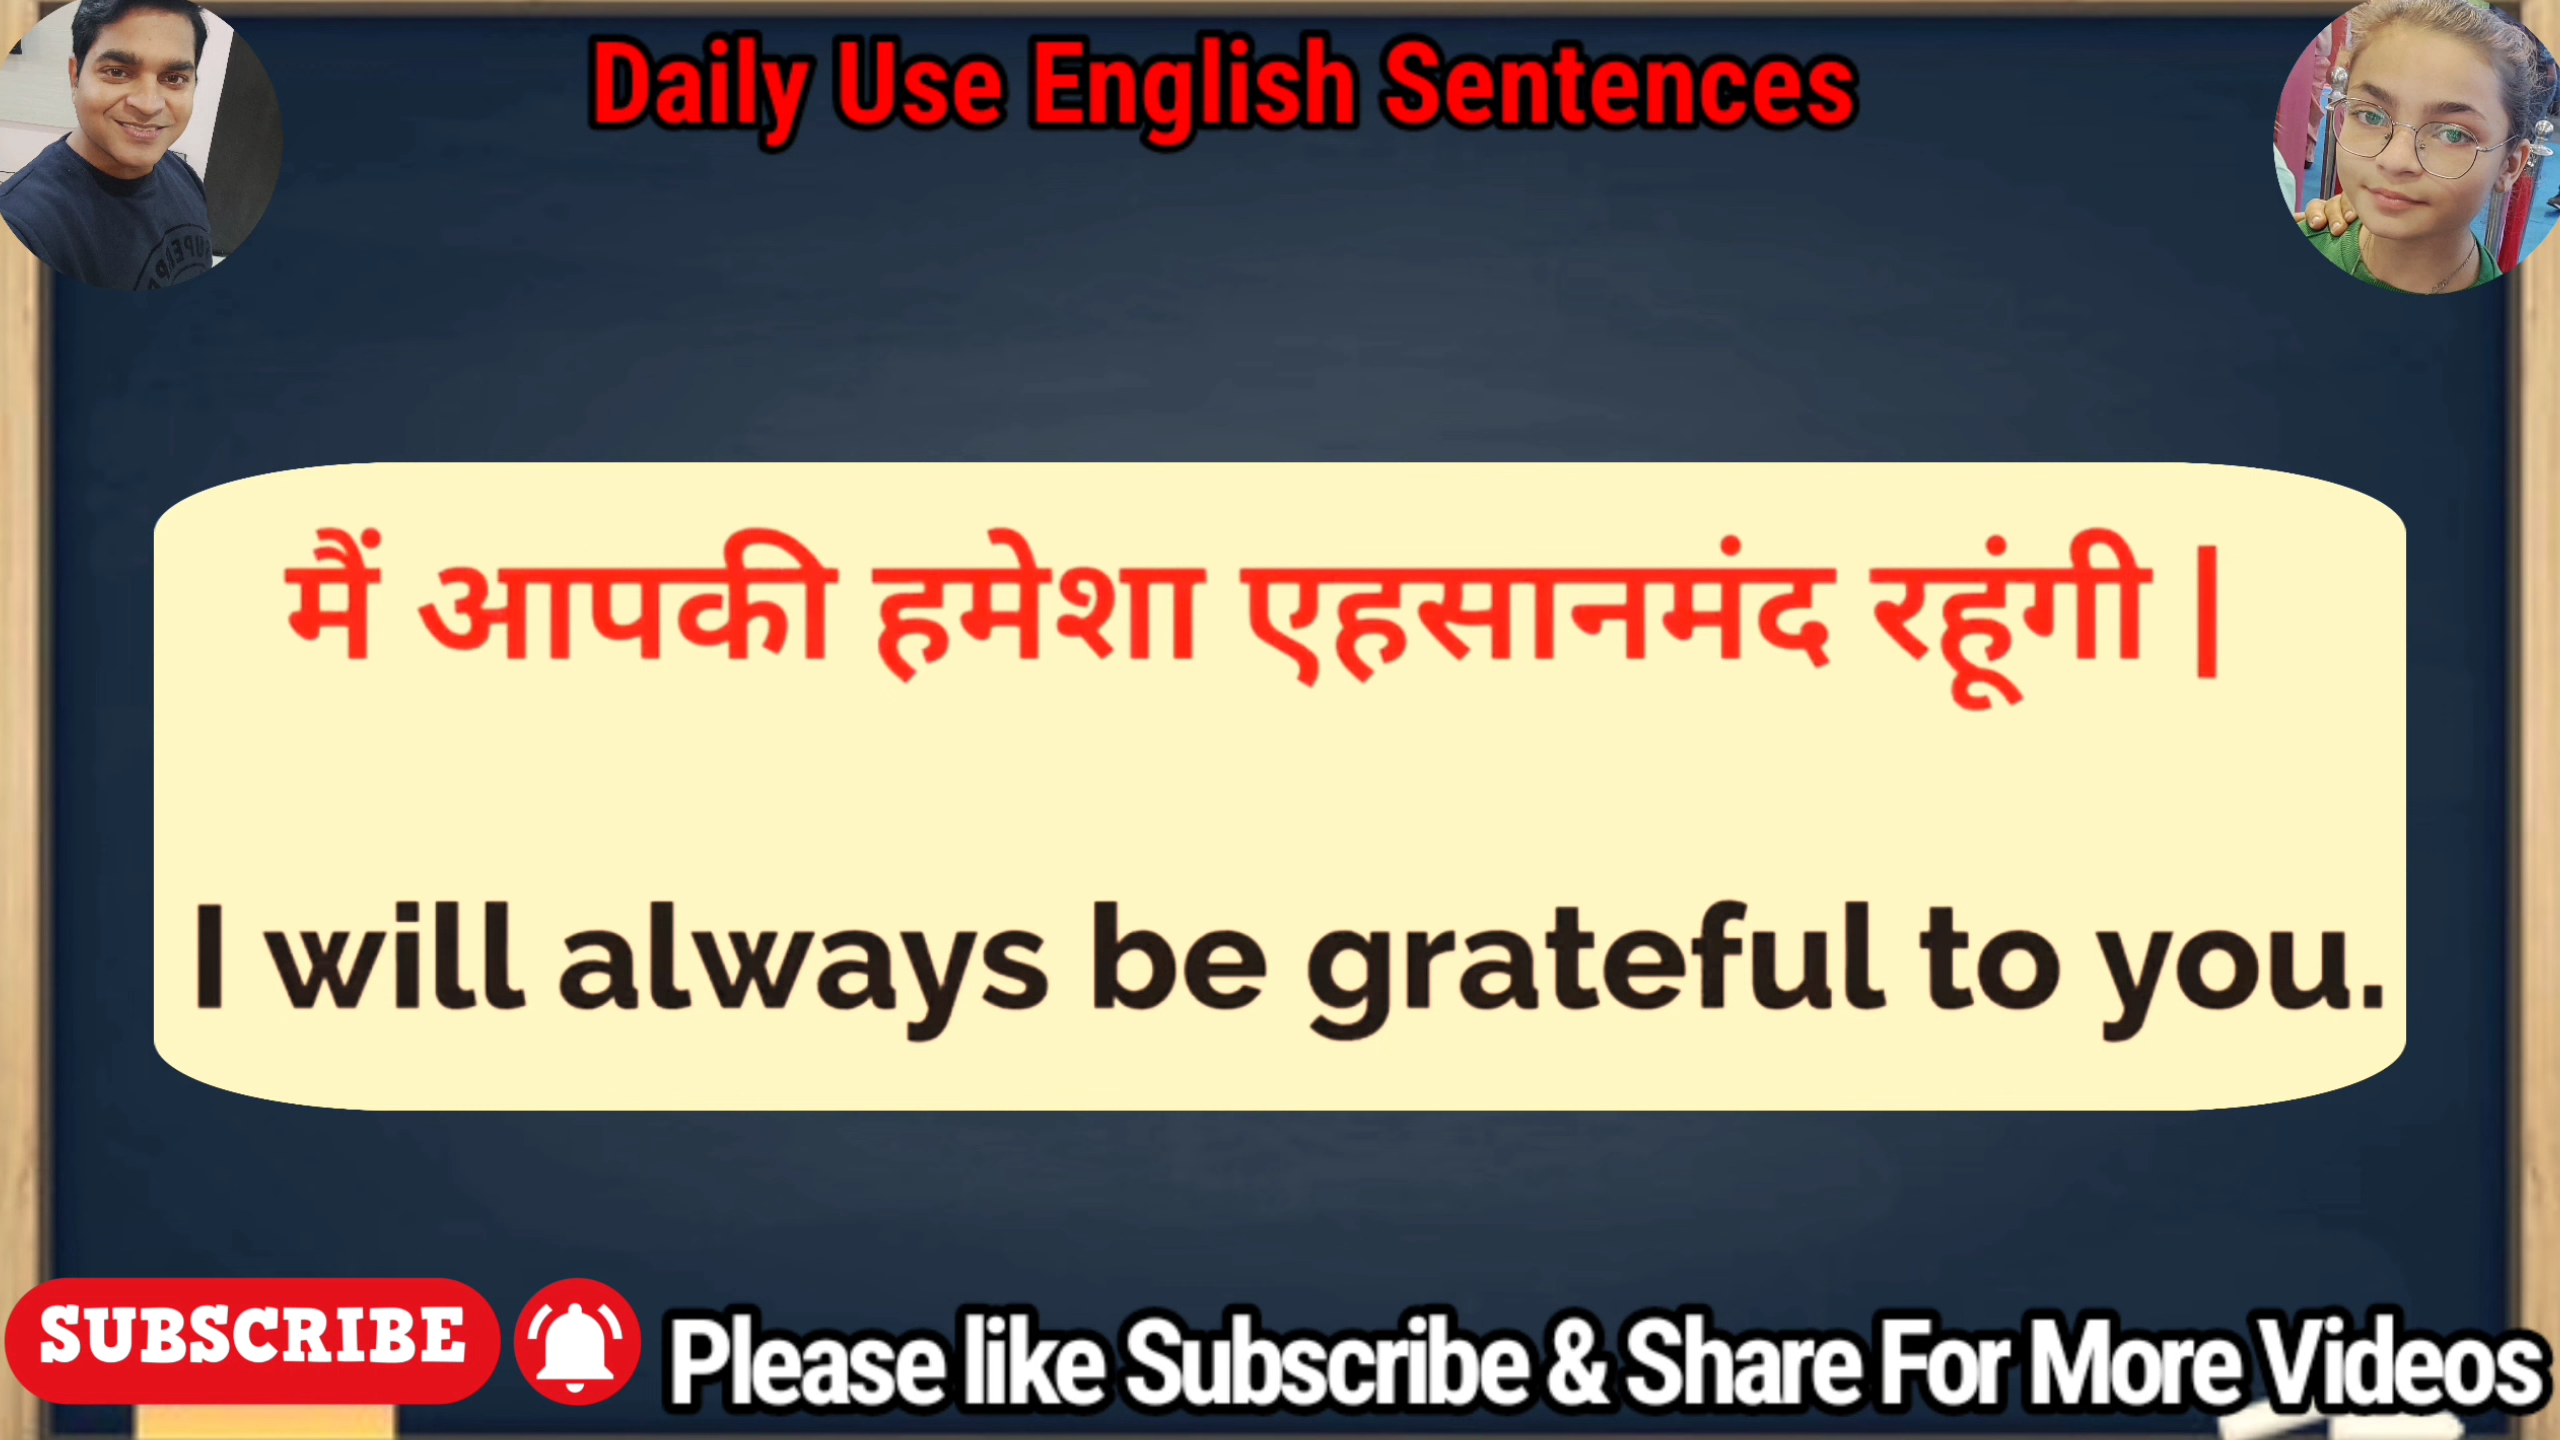 Daily Use English Sentences
मैं आपकी हमेशा एहसानमंद रहूंगी |
I will always be grateful to you.
SUBSCRIBE
Please like Subscribe & Share For More Videos